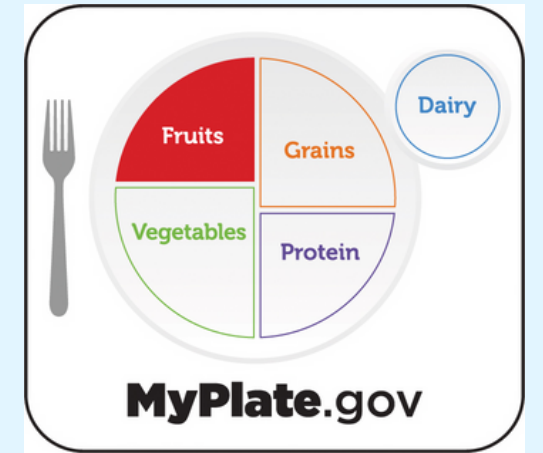 Fruits
Grains
Dairy
Vegetables
Protein
MyPlate.gov